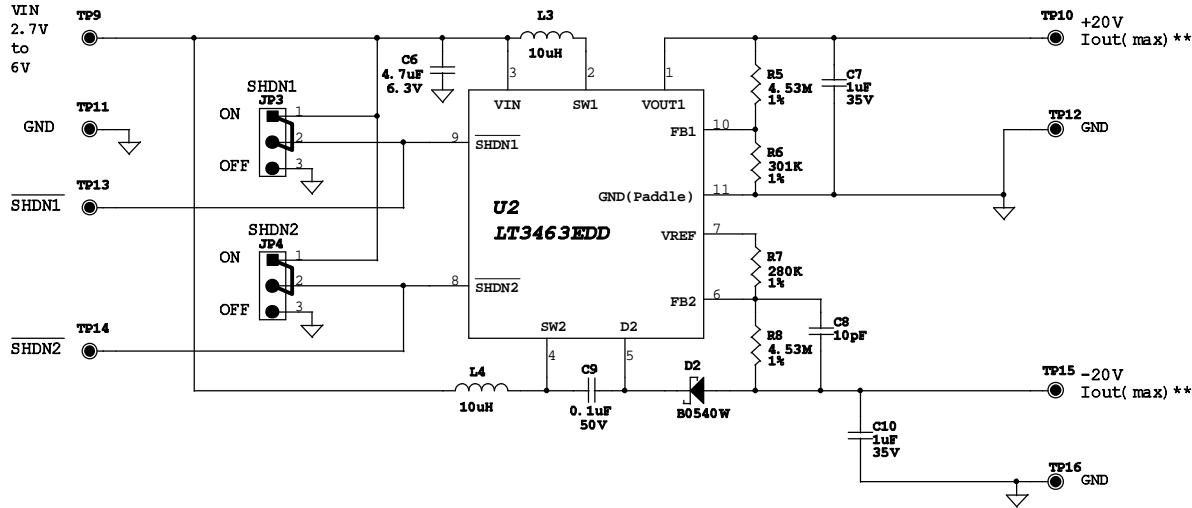 VIN
2.7V
to
6V
TP9
TP11
GND
TP13
SHDN1
TP14
SHDN2
SHDN1
JP3
ON
OFF
1
2
3
SHDN2
JP4
ON
OFF
1
2
3
C6
4.7uF
6.3V
L3
10uH
3
2
1
VIN
SW1
VOUT1
9
SHDN1
8
SHDN2
U2
LT3463EDD
FB1
10
GND(Paddle)
11
VREF
7
FB2
6
SW2
D2
4
5
R5
4.53M
1%
R6
301K
1%
C7
1uF
35V
R7
280K
1%
R8
4.53M
1%
C8
10pF
L4
10uH
C9
0.1uF
50V
D2
B0540W
C10
1uF
35V
TP10
+20V
Iout(max)**
TP12
GND
TP15
-20V
Iout(max)**
TP16
GND